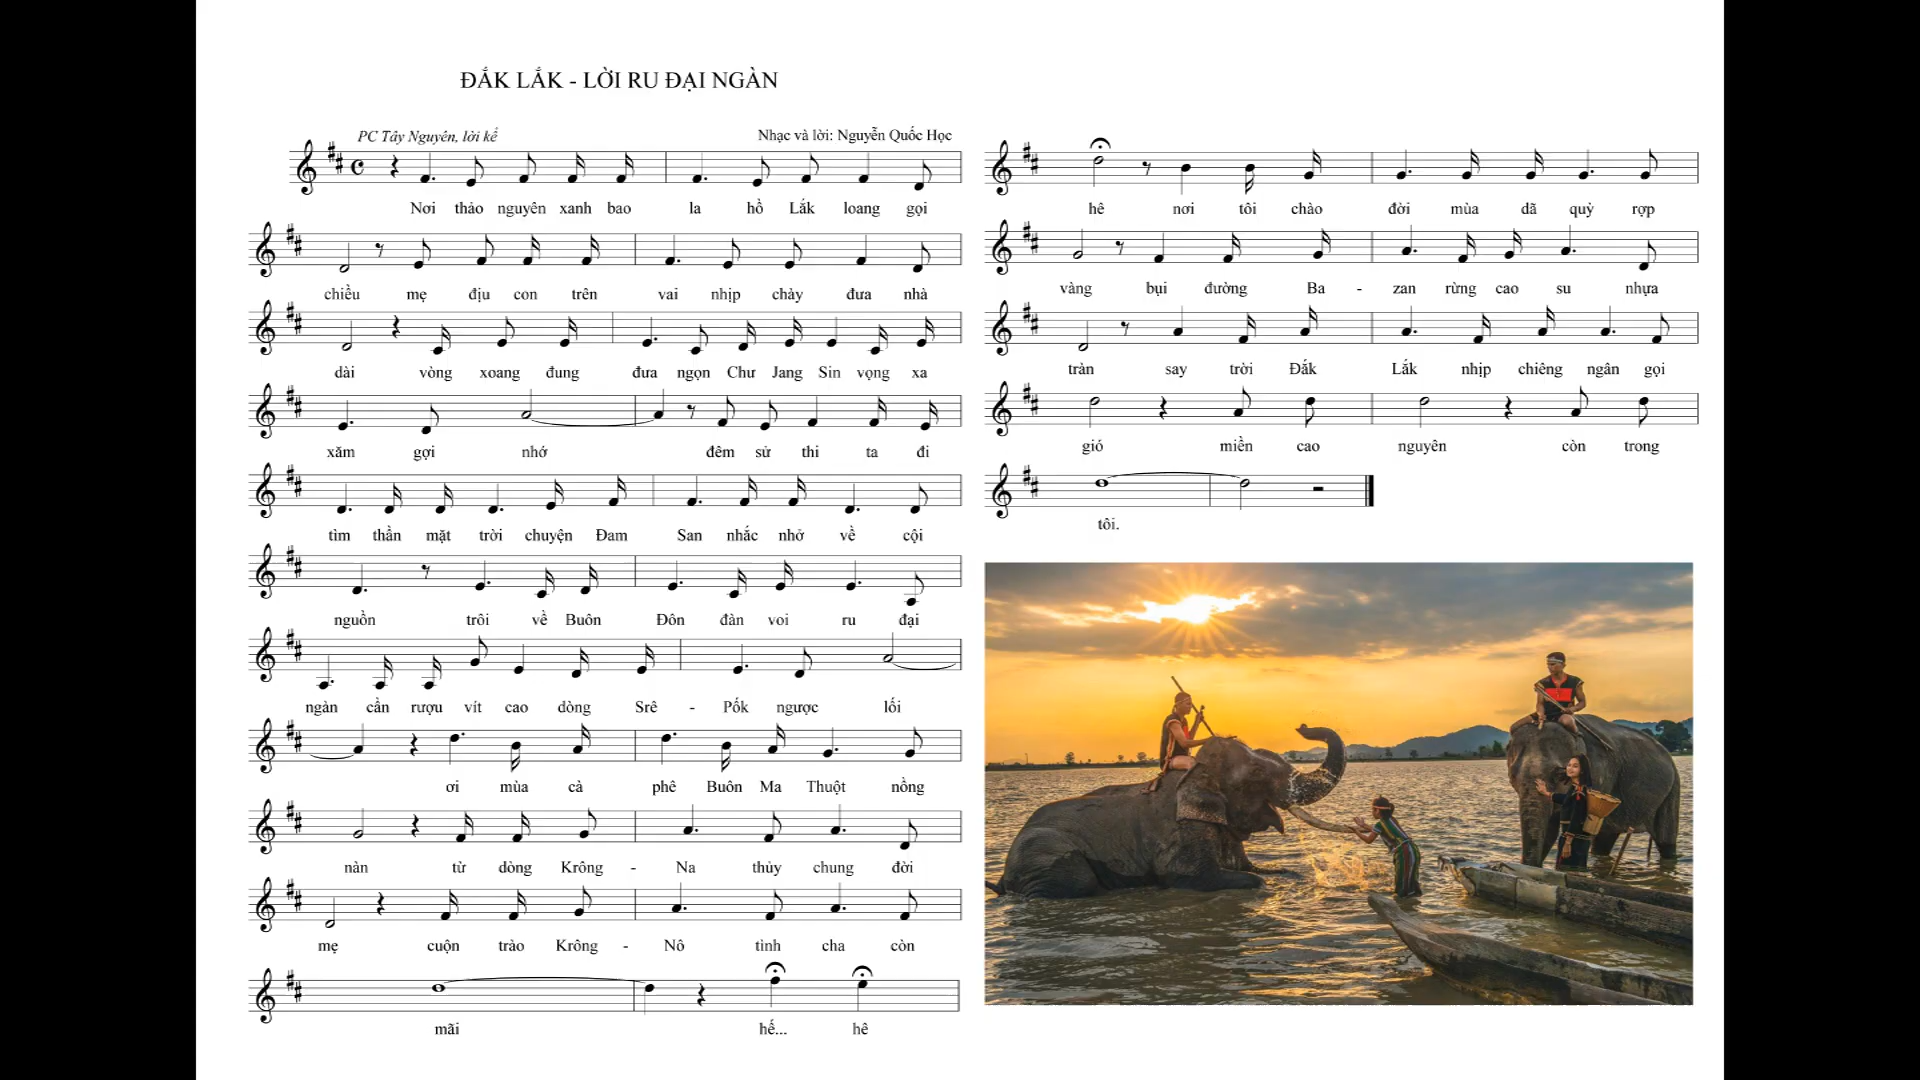 ĐẮK LẮK - LỜI RU ĐẠI NGÀN
PC Tây Nguyên, lời kể
Nhạc và lời: Nguyễn Quốc Học
Nơi thảo nguyên xanh bao la hồ Lắk loang gọi
chiều mẹ địu con trên vai nhịp chảy đưa nhà
dài vòng xoang đung đưa ngọn Chư Jang Sin vọng xa
xăm gợi nhớ đêm sử thi ta đi
tìm thần mặt trời chuyện Đam San nhắc nhở về cội
nguồn trôi về Buôn Đôn đàn voi ru đại
ngàn cần rượu vít cao dòng Srê - Pốk ngược lối
ơi mùa cà phê Buôn Ma Thuột nồng
nàn từ dòng Krông - Na thủy chung đời
mẹ cuộn trào Krông - Nô tình cha còn
mãi hế... hê
hê nơi tôi chào đời mùa dã quỳ rợp
vàng bụi đường Ba - zan rừng cao su nhựa
tràn say trời Đắk Lắk nhịp chiêng ngân gọi
gió miền cao nguyên còn trong
tôi.